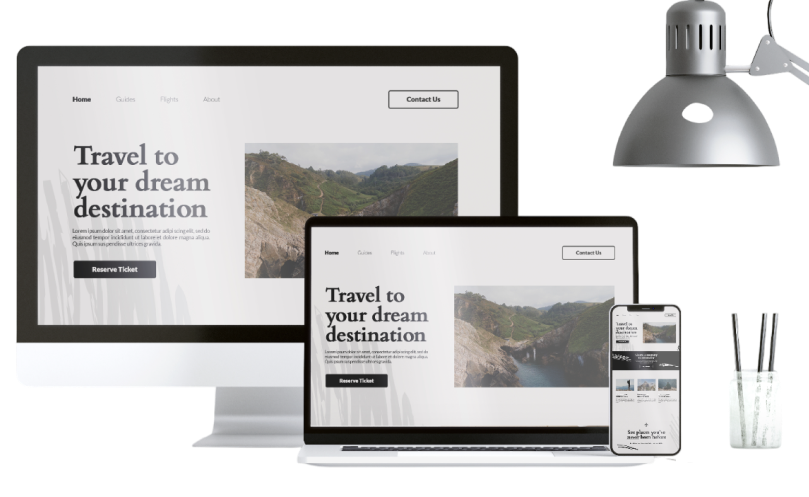 Home Guides Flights About Contact Us
Travel to
your dream
destination
Lorem ipsum dolor sit amet, consectetur adipiscing elit, sed do
eiusmod tempor incididunt ut labore et dolore magna aliqua.
Quis ipsum suspendisse ultrices gravida.
Reserve Ticket
Home Guides Flights About Contact Us
Travel to
your dream
destination
Lorem ipsum dolor sit amet, consectetur adipiscing elit, sed do
eiusmod tempor incididunt ut labore et dolore magna aliqua.
Quis ipsum suspendisse ultrices gravida.
Reserve Ticket
Travel to
your dream
destination
See places you've
never been before